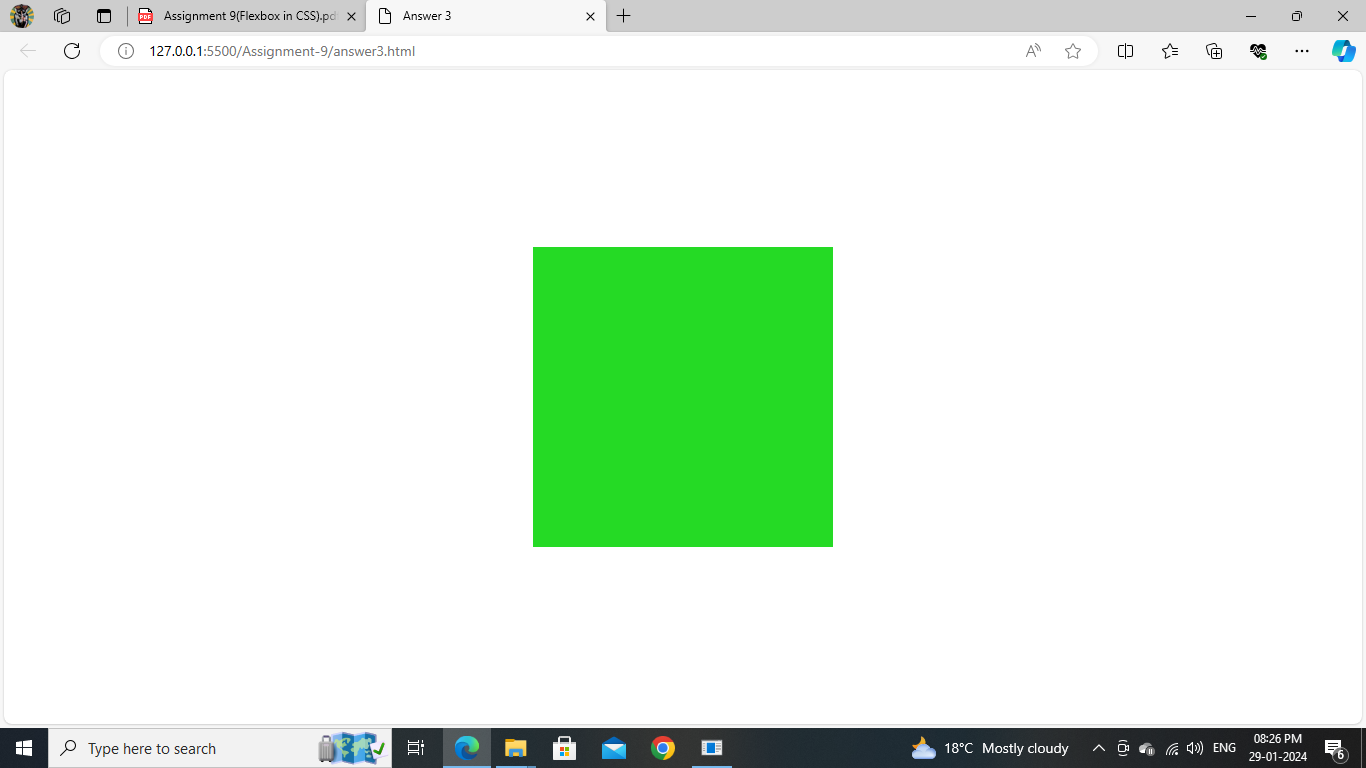 PDF Assignment 9(Flexbox in CSS).pd
Answer 3
127.0.0.1:5500/Assignment-9/answer3.html
Type here to search
18°C Mostly cloudy
ENG
08:26 PM
29-01-2024
6